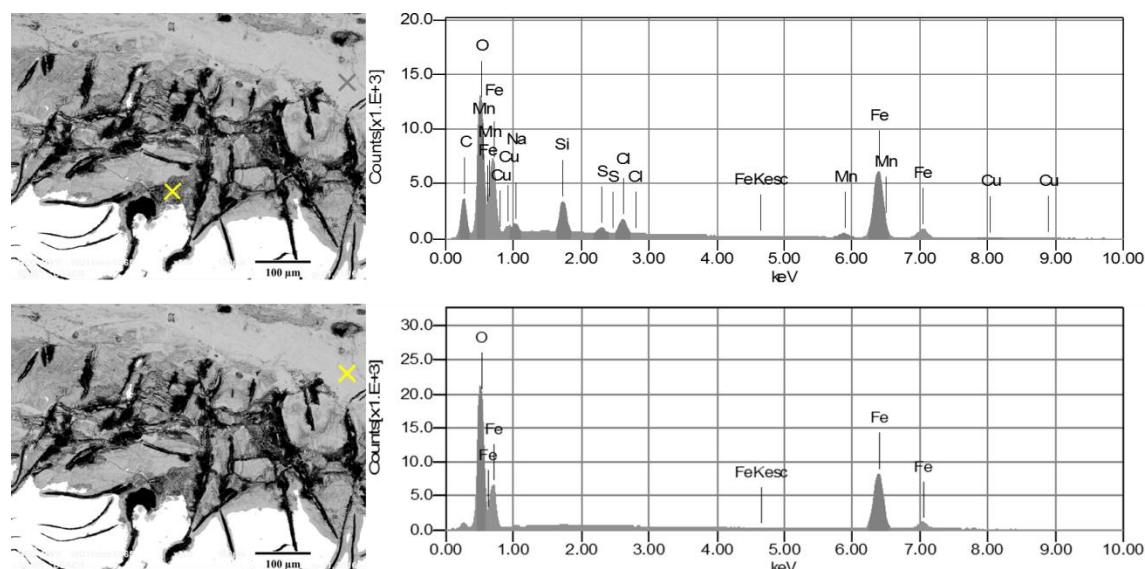 100 μm
20.0
15.0
10.0
5.0
0.0
Counts[x1.E+3]
C
O
Fe
Mn
Mn
Fe
Cu
Cu
Na
Si
S
S
Cl
Cl
FeKesc
Mn
Fe
Mn
Fe
Cu
Cu
0.00 1.00 2.00 3.00 4.00 5.00 6.00 7.00 8.00 9.00 10.00
keV
100 μm
30.0
25.0
20.0
15.0
10.0
5.0
0.0
Counts[x1.E+3]
O
Fe
Fe
FeKesc
Fe
Fe
0.00 1.00 2.00 3.00 4.00 5.00 6.00 7.00 8.00 9.00 10.00
keV